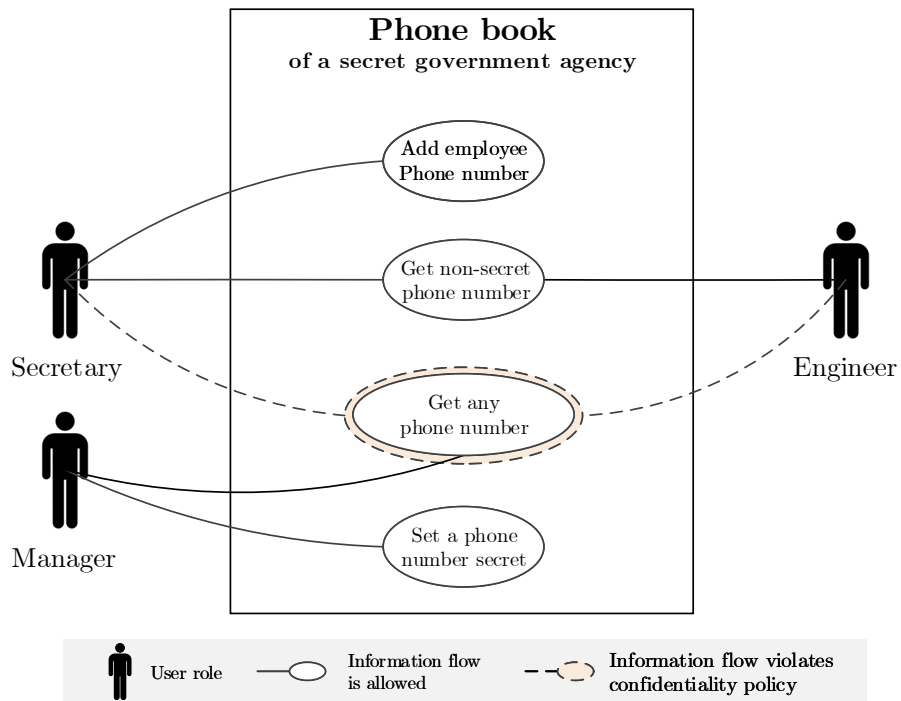 Phone book
of a secret government agency
Add employee
Phone number
Get non-secret
phone number
Secretary
Engineer
Get any
phone number
Manager
Set a phone
number secret
User role
Information flow
is allowed
Information flow violates
confidentiality policy